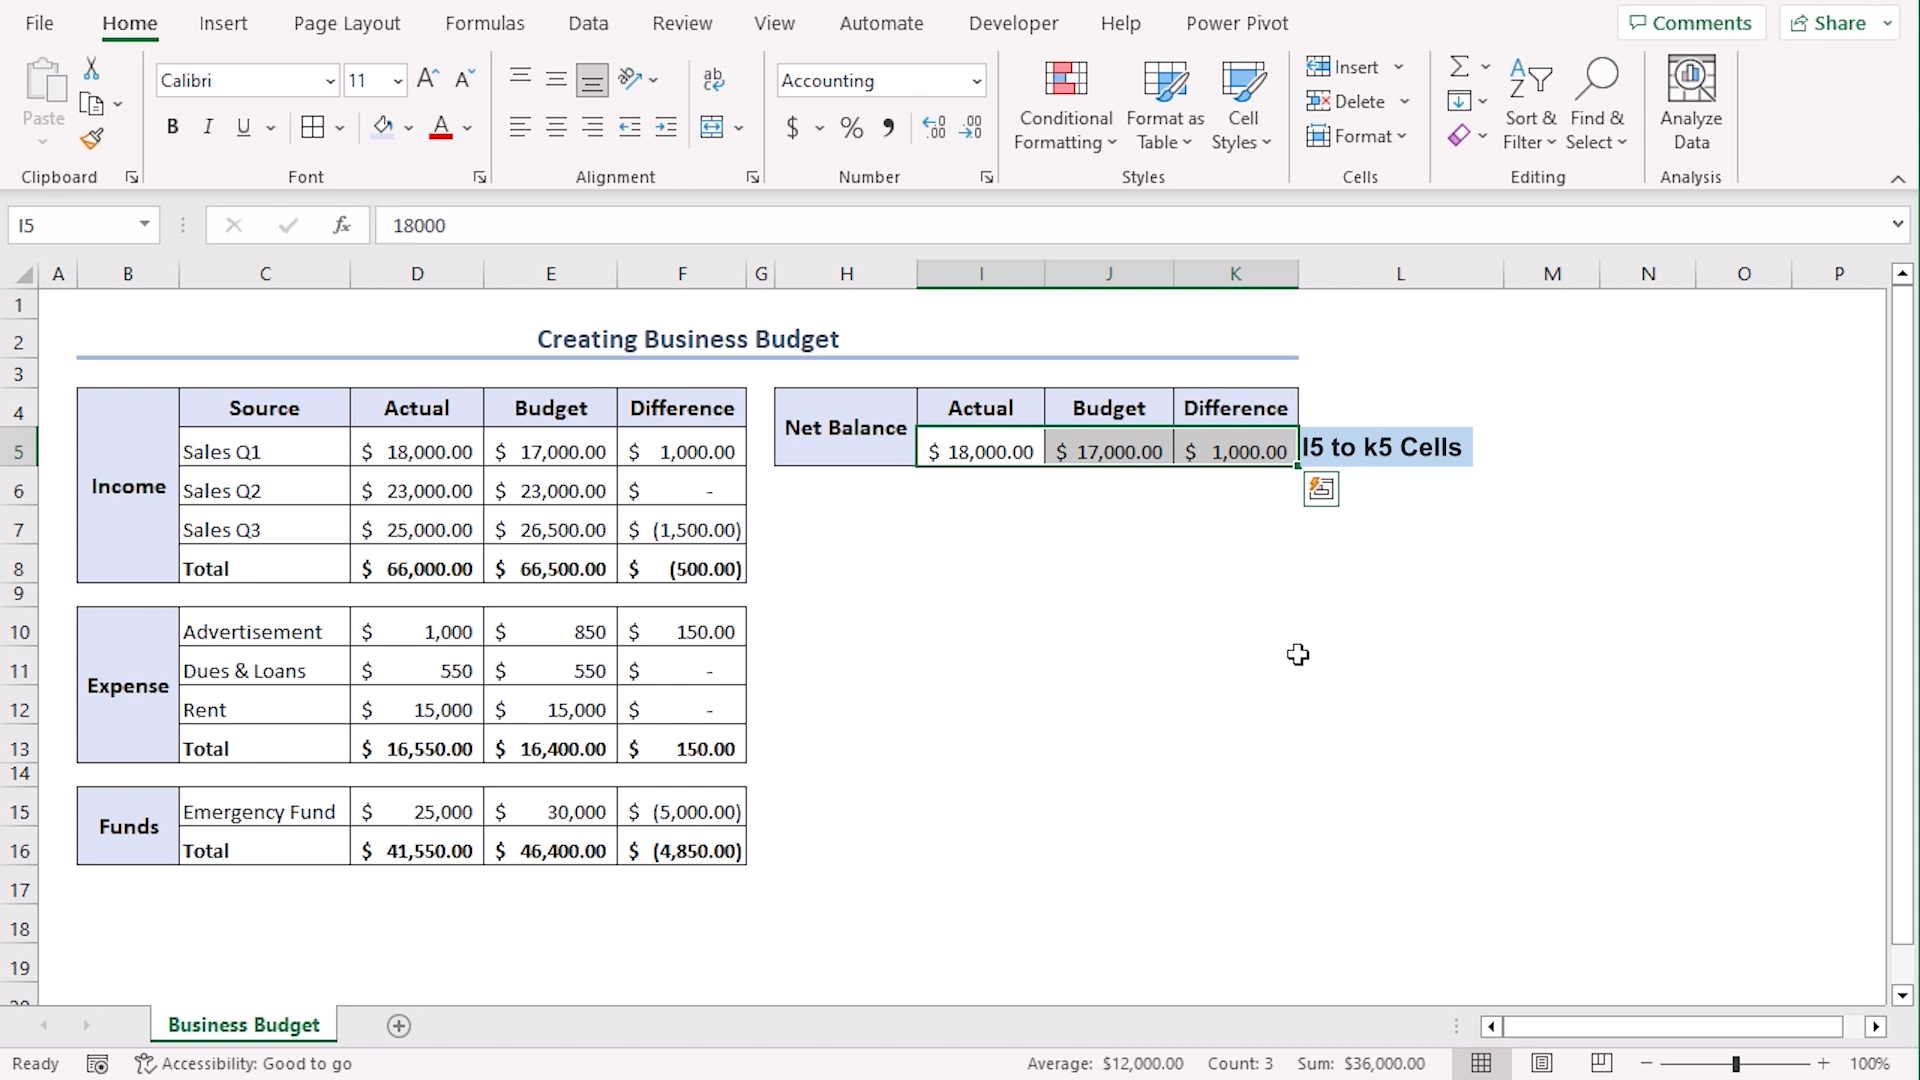 File Home Insert Page Layout Formulas Data Review View Automate Developer Help Power Pivot Comments Share
Paste Calibri 11 A^ A˅ ab Accounting Conditional Formatting Format as Table Cell Styles Insert Delete Format Sort & Filter Find & Select Analyze Data
B I U A $ % , .00
Clipboard Font Alignment Number Styles Cells Editing Analysis
I5 fx 18000
A B C D E F G H I J K L M N O P
1
2 Creating Business Budget
3
4 Source Actual Budget Difference Net Balance Actual Budget Difference
5 Income Sales Q1 $ 18,000.00 $ 17,000.00 $ 1,000.00 $ 18,000.00 $ 17,000.00 $ 1,000.00 I5 to k5 Cells
6 Sales Q2 $ 23,000.00 $ 23,000.00 $ -
7 Sales Q3 $ 25,000.00 $ 26,500.00 $ (1,500.00)
8 Total $ 66,000.00 $ 66,500.00 $ (500.00)
9
10 Expense Advertisement $ 1,000 $ 850 $ 150.00
11 Dues & Loans $ 550 $ 550 $ -
12 Rent $ 15,000 $ 15,000 $ -
13 Total $ 16,550.00 $ 16,400.00 $ 150.00
14
15 Funds Emergency Fund $ 25,000 $ 30,000 $ (5,000.00)
16 Total $ 41,550.00 $ 46,400.00 $ (4,850.00)
17
18
19
Business Budget
Ready Accessibility: Good to go Average: $12,000.00 Count: 3 Sum: $36,000.00 100%